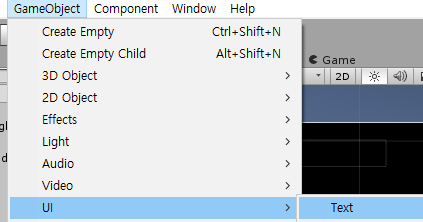 GameObject Component Window Help
Create Empty Ctrl+Shift+N
Create Empty Child Alt+Shift+N
3D Object
Game
2D Object
2D
Effects
Light
Audio
Video
UI
Text